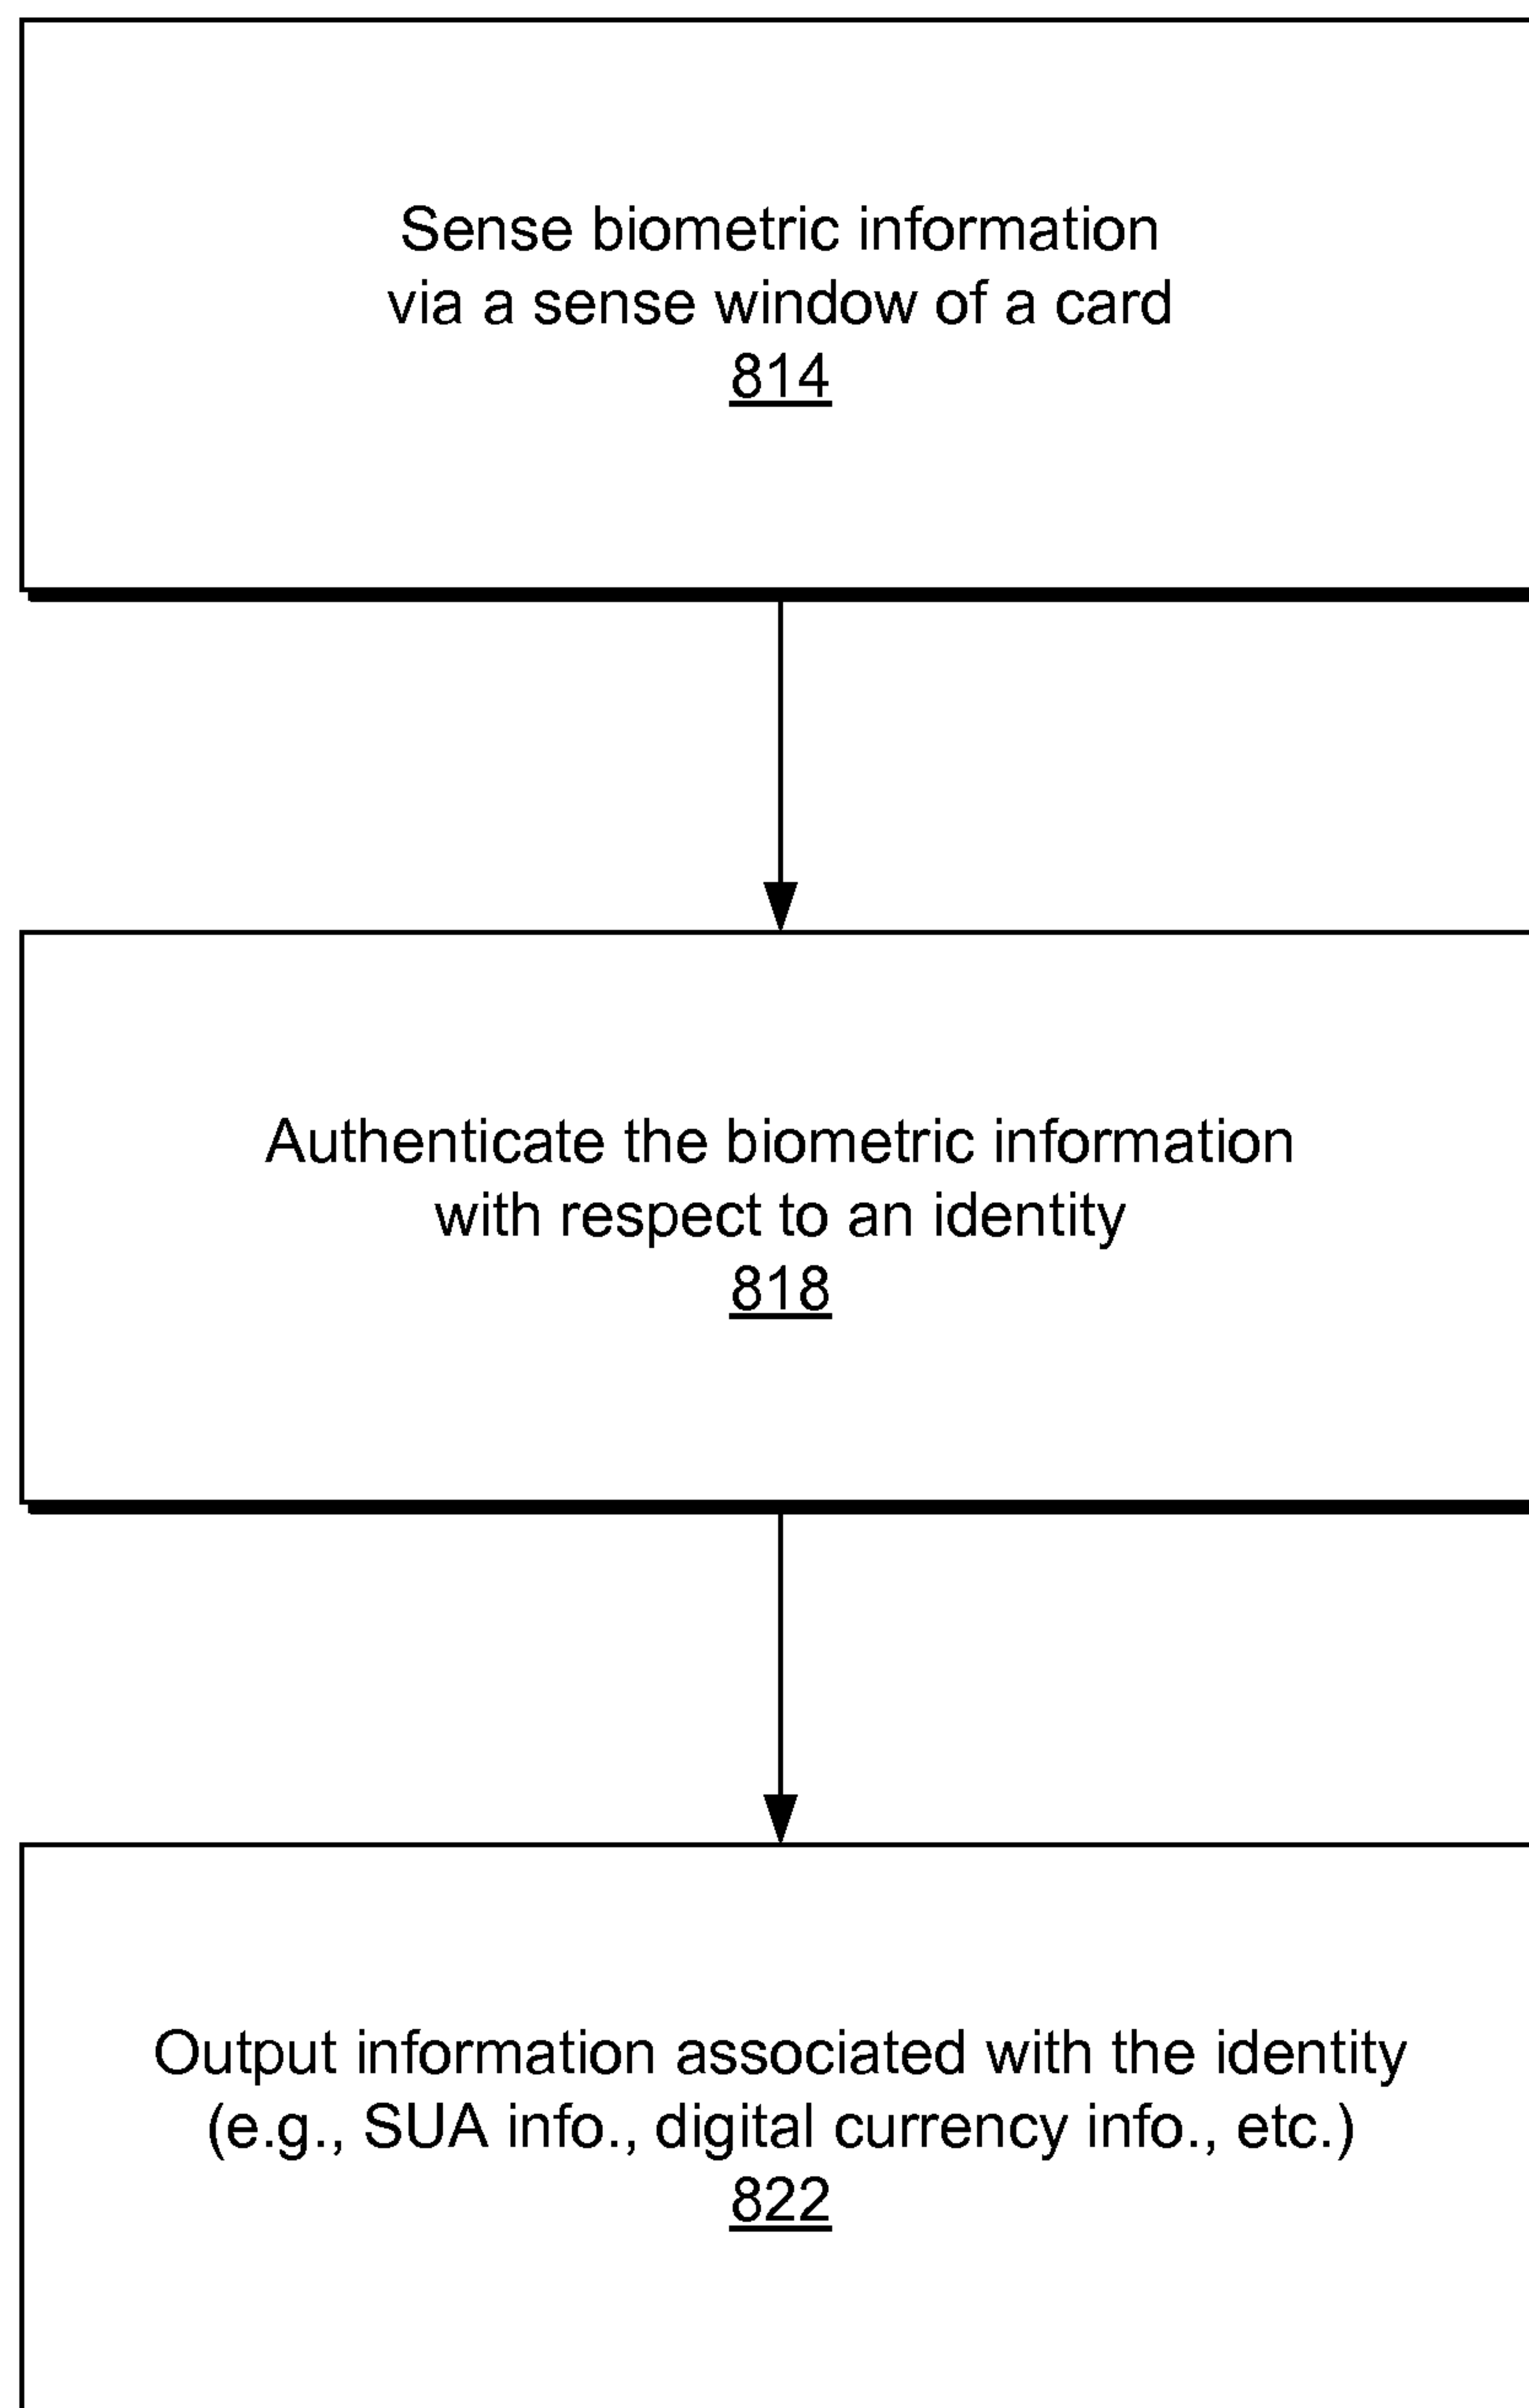 Sense biometric information
via a sense window of a card
814
Authenticate the biometric information
with respect to an identity
818
Output information associated with the identity
(e.g., SUA info., digital currency info., etc.)
822